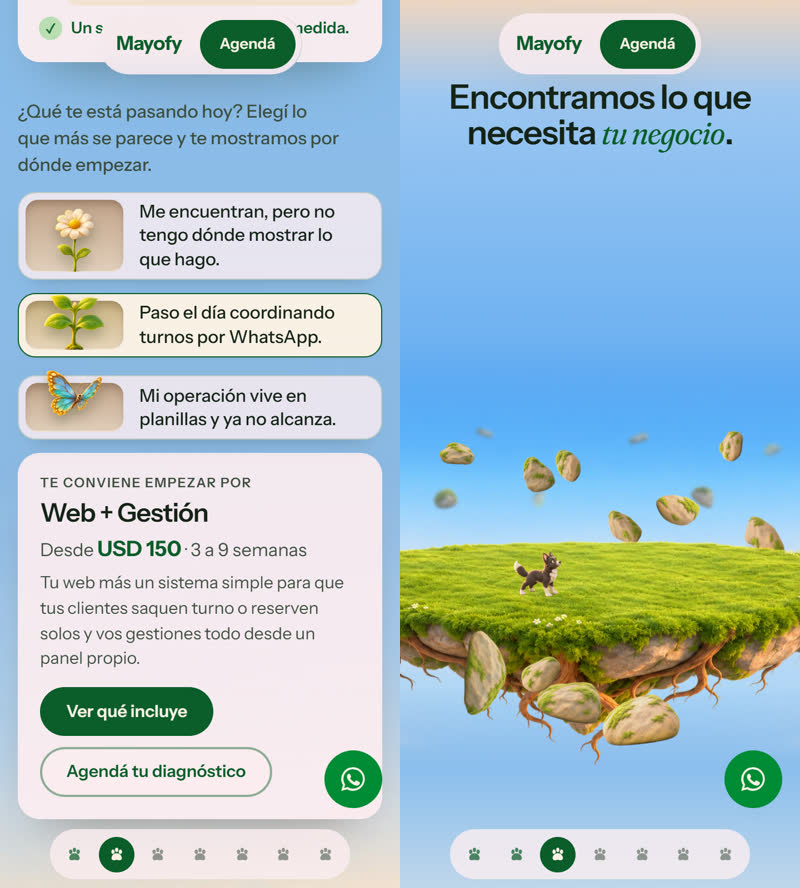 Un s
medida.
Mayofy
Agendá
¿Qué te está pasando hoy? Elegí lo
que más se parece y te mostramos por
dónde empezar.
Me encuentran, pero no
tengo dónde mostrar lo
que hago.
Paso el día coordinando
turnos por WhatsApp.
Mi operación vive en
planillas y ya no alcanza.
TE CONVIENE EMPEZAR POR
Web + Gestión
Desde USD 150 · 3 a 9 semanas
Tu web más un sistema simple para que
tus clientes saquen turno o reserven
solos y vos gestiones todo desde un
panel propio.
Ver qué incluye
Agendá tu diagnóstico
Mayofy
Agendá
Encontramos lo que
necesita tu negocio.